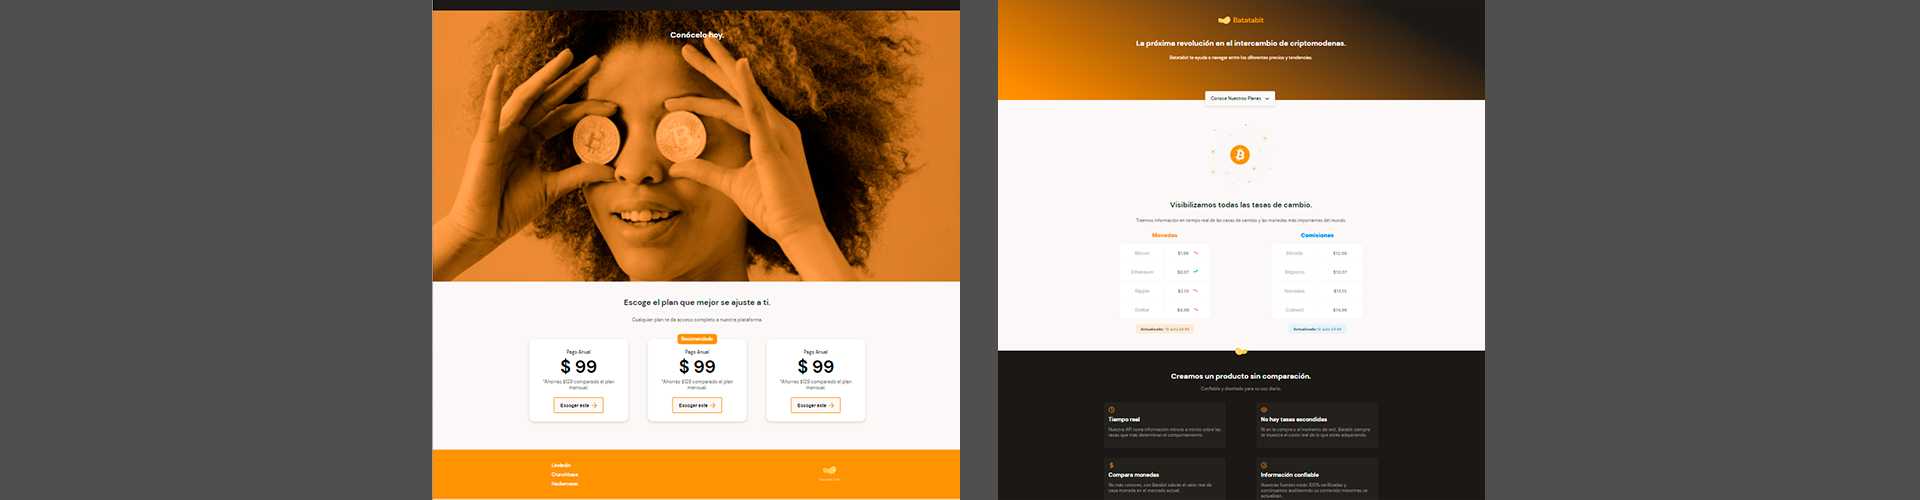 Conócelo hoy.
Escoge el plan que mejor se ajuste a ti.
Cualquier plan te da access completo a nuestra plataforma.
Pago Anual
$ 99
*Ahorras $129 comparado el plan
mensual.
Escoger este
Recomendado
Pago Anual
$ 99
*Ahorras $129 comparado el plan
mensual.
Escoger este
Pago Anual
$ 99
*Ahorras $129 comparado el plan
mensual.
Escoger este
Lindedin
Crunchbase
Hackernews
Batatabit
La próxima revolución en el intercambio de criptomodenas.
Batatabit te ayuda a navegar entre los diferentes precios y tendencias.
Conoce Nuestros Planes
Visibilizamos todas las tasas de cambio.
Traemos información en tiempo real de las casas de cambio y las monedas más importantes del mundo.
Monedas
Bitcoin $1.96
Ethereum $0.07
Ripple $2.15
Stellar $4.96
Actualizado: 19 Julio 23:45
Comisiones
Bitrade $12.96
Bitpreco $13.07
Novadax $13.15
Coinext $14.96
Actualizado: 19 Julio 23:45
Creamos un producto sin comparación.
Confiable y diseñado para su uso diario.
Tiempo real
Nuestra API toma información minuto a minuto sobre las
tasas que más determinan el comportamiento.
No hay tasas escondidas
Ni en la compra o al momento de exit, Batabit siempre
te muestra el costo real de lo que estás adquiriendo.
Compara monedas
No más rumores, con Batabit sabrás el valor real de
cada moneda en el mercado actual.
Información confiable
Nuestras fuentes están 100% verificadas y
continuamos auditando su contenido mientras se
actualizan.